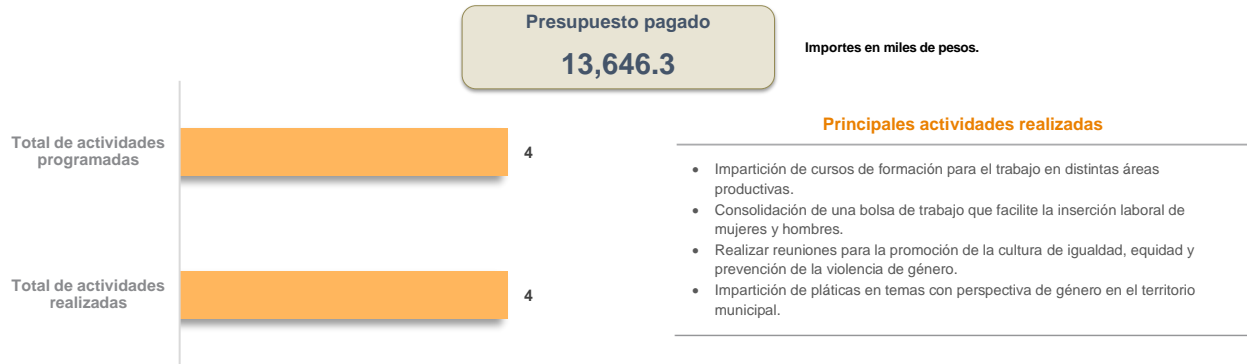 Presupuesto pagado
13,646.3
Importes en miles de pesos.
Total de actividades
programadas
4
Total de actividades
realizadas
4
Principales actividades realizadas
• Impartición de cursos de formación para el trabajo en distintas áreas
productivas.
• Consolidación de una bolsa de trabajo que facilite la inserción laboral de
mujeres y hombres.
• Realizar reuniones para la promoción de la cultura de igualdad, equidad y
prevención de la violencia de género.
• Impartición de pláticas en temas con perspectiva de género en el territorio
municipal.